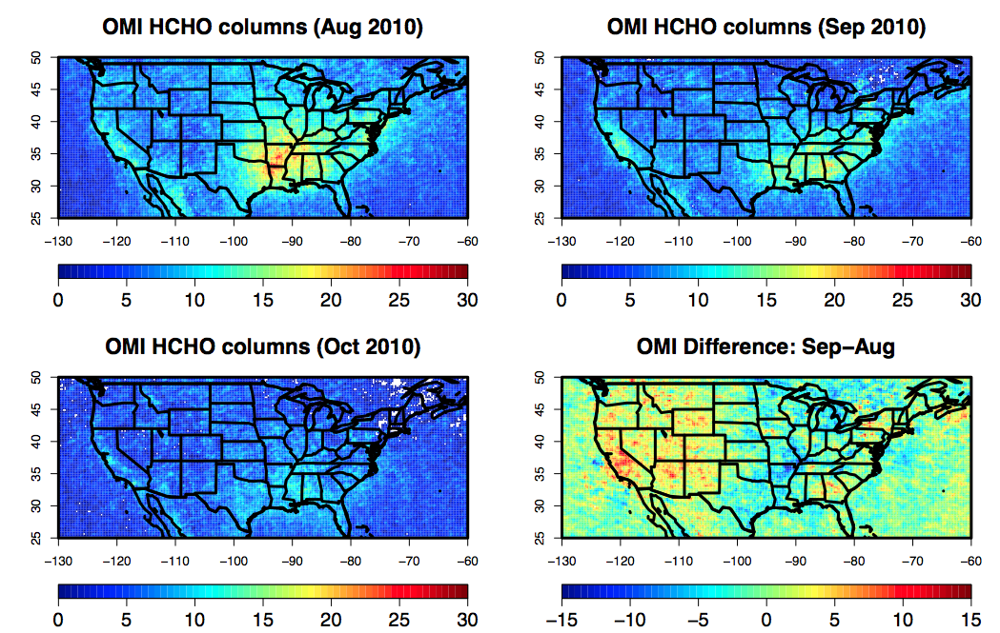 OMI HCHO columns (Aug 2010)
50
45
40
35
30
25
−130 −120 −110 −100 −90 −80 −70 −60
0 5 10 15 20 25 30
OMI HCHO columns (Sep 2010)
50
45
40
35
30
25
−130 −120 −110 −100 −90 −80 −70 −60
0 5 10 15 20 25 30
OMI HCHO columns (Oct 2010)
50
45
40
35
30
25
−130 −120 −110 −100 −90 −80 −70 −60
0 5 10 15 20 25 30
OMI Difference: Sep−Aug
50
45
40
35
30
25
−130 −120 −110 −100 −90 −80 −70 −60
−15 −10 −5 0 5 10 15